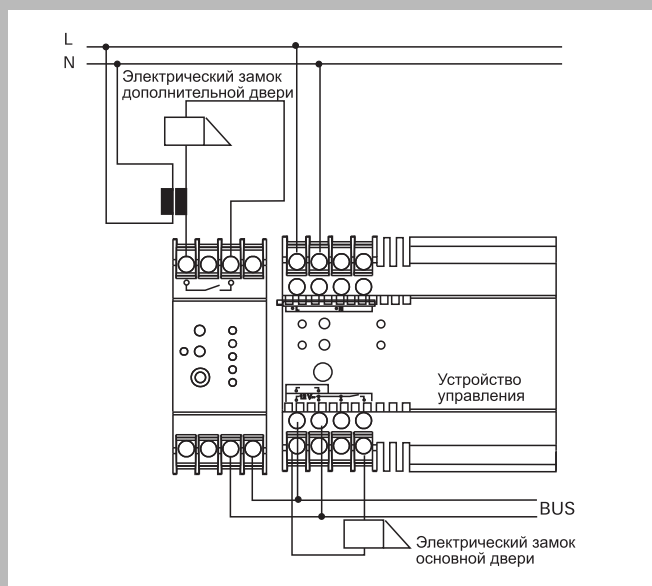 L
N
Электрический замок
дополнительной двери
Устройство
управления
BUS
Электрический замок
основной двери